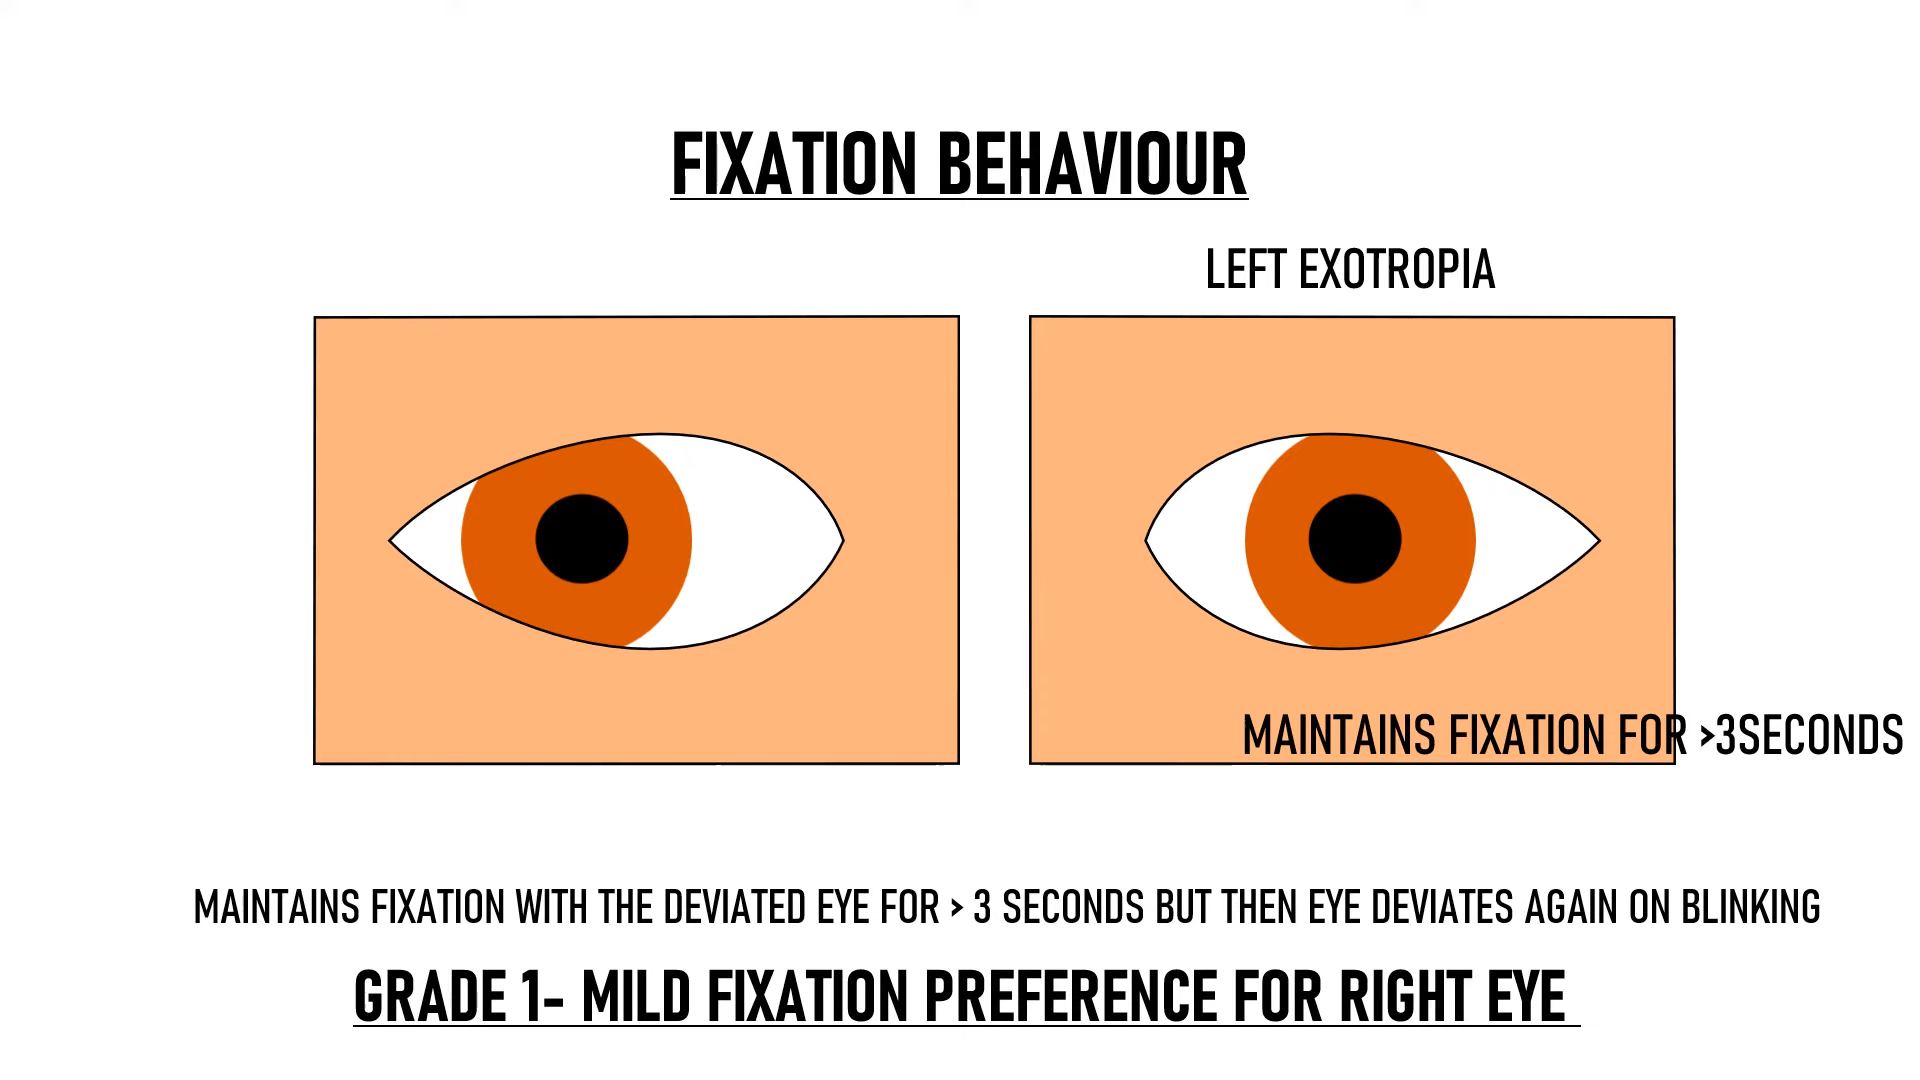 FIXATION BEHAVIOUR
LEFT EXOTROPIA
MAINTAINS FIXATION FOR >3SECONDS
MAINTAINS FIXATION WITH THE DEVIATED EYE FOR > 3 SECONDS BUT THEN EYE DEVIATES AGAIN ON BLINKING
GRADE 1- MILD FIXATION PREFERENCE FOR RIGHT EYE